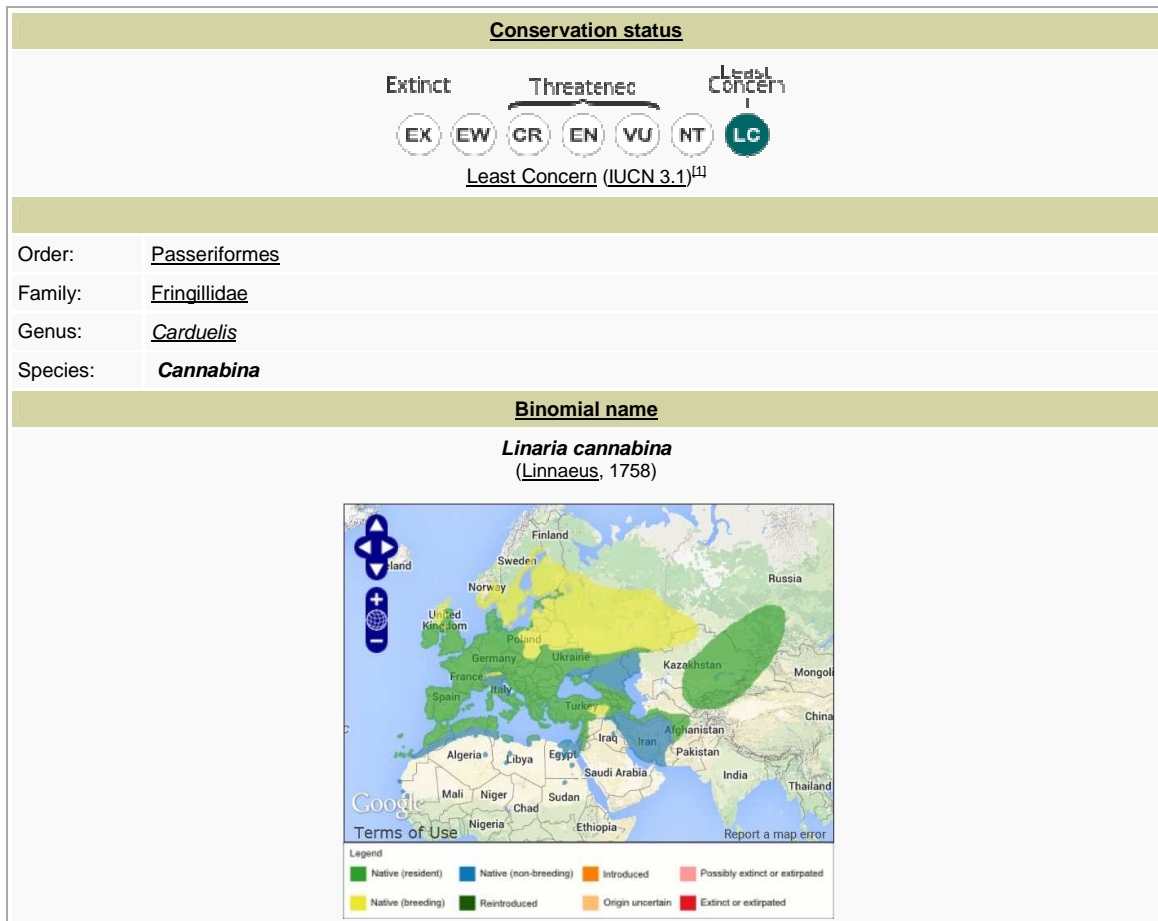 Conservation status
Extinct Threatened Least Concern
EX EW CR EN VU NT LC
Least Concern (IUCN 3.1)[1]
Order: Passeriformes
Family: Fringillidae
Genus: Carduelis
Species: Cannabina
Binomial name
Linaria cannabina
(Linnaeus, 1758)
Finland
Sweden
eland
Russia
Norway
United Kingdom
Poland
Germany
Ukraine
Kazakhstan
Mongoli
France
Italy
Spain
Turkey
China
Afghanistan
Iraq
Iran
Algeria
Libya
Egypt
Pakistan
Saudi Arabia
India
Thailand
Mali
Niger
Sudan
Chad
Google
Nigeria
Ethiopia
Terms of Use
Report a map error
Legend
Native (resident) Native (non-breeding) Introduced Possibly extinct or extirpated
Native (breeding) Reintroduced Origin uncertain Extinct or extirpated